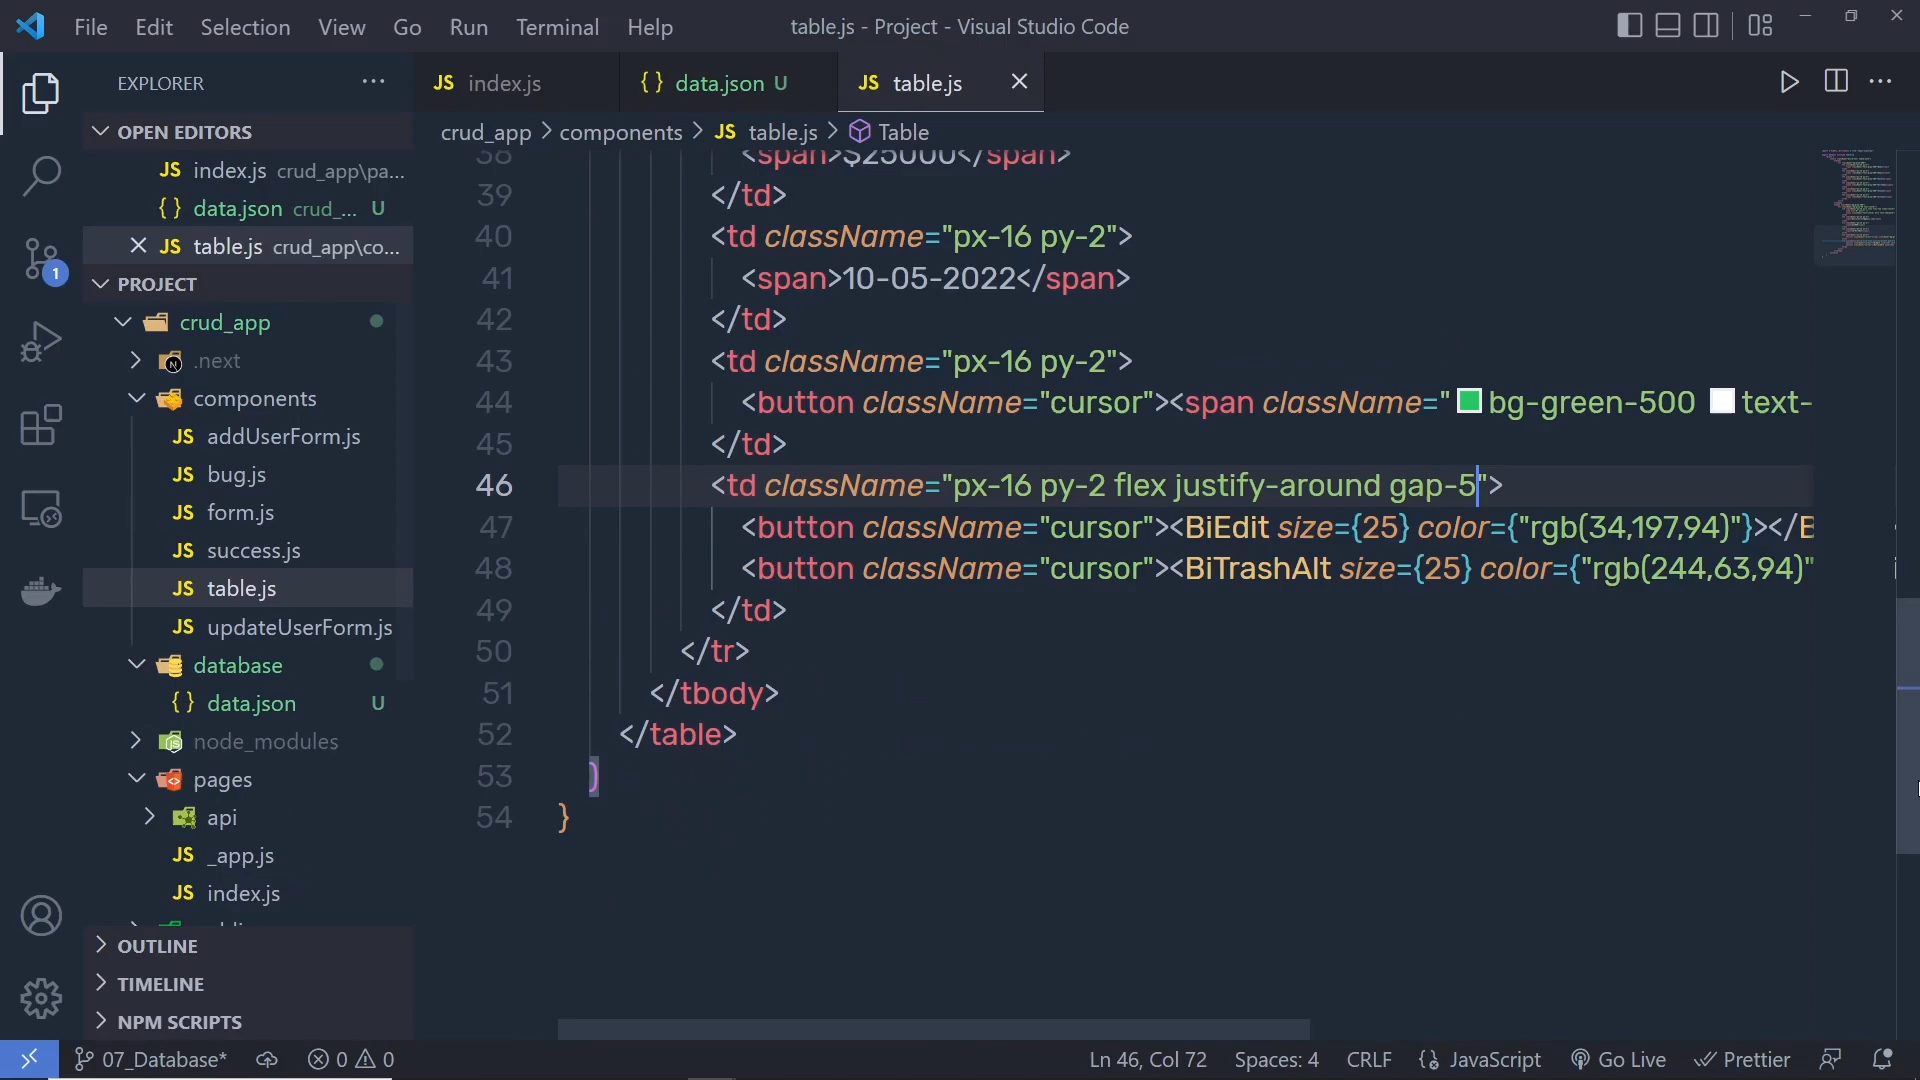 File Edit Selection View Go Run Terminal Help
table.js - Project - Visual Studio Code
EXPLORER
OPEN EDITORS
JS index.js crud_app\pa...
{ } data.json crud_... U
JS table.js crud_app\co...
1
PROJECT
crud_app
.next
components
JS addUserForm.js
JS bug.js
JS form.js
JS success.js
JS table.js
JS updateUserForm.js
database
{ } data.json U
node_modules
pages
api
JS _app.js
JS index.js
OUTLINE
TIMELINE
NPM SCRIPTS
JS index.js
{ } data.json U
JS table.js
crud_app > components > JS table.js > Table
38 <span>$25000</span>
39 </td>
40 <td className="px-16 py-2">
41 <span>10-05-2022</span>
42 </td>
43 <td className="px-16 py-2">
44 <button className="cursor"><span className="bg-green-500 text-
45 </td>
46 <td className="px-16 py-2 flex justify-around gap-5">
47 <button className="cursor"><BiEdit size={25} color={"rgb(34,197,94)"}></B
48 <button className="cursor"><BiTrashAlt size={25} color={"rgb(244,63,94)"
49 </td>
50 </tr>
51 </tbody>
52 </table>
53 )
54 }
07_Database* 0 0
Ln 46, Col 72 Spaces: 4 CRLF { } JavaScript Go Live Prettier